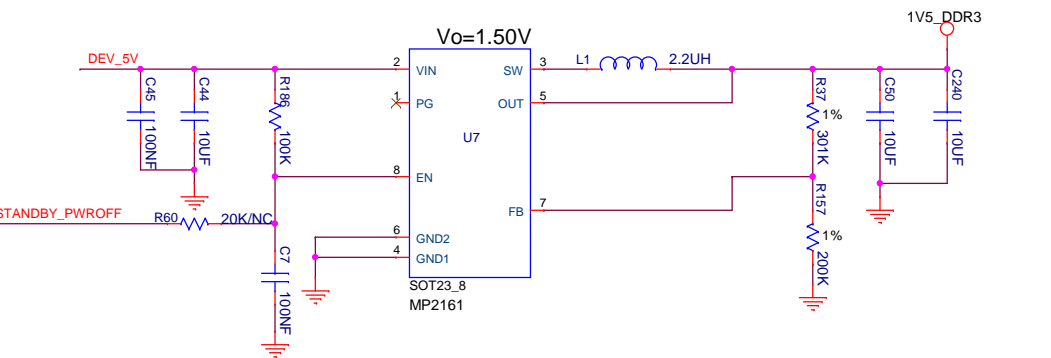 1V5_DDR3
Vo=1.50V
DEV_5V
2 VIN
SW 3
L1 2.2UH
1 PG
OUT 5
C45 100NF
C44 10UF
R186 100K
U7
R37 1% 301K
C50 10UF
C240 10UF
8 EN
STANDBY_PWROFF
R60 20K/NC
FB 7
R157 1% 200K
6 GND2
4 GND1
C7 100NF
SOT23_8
MP2161